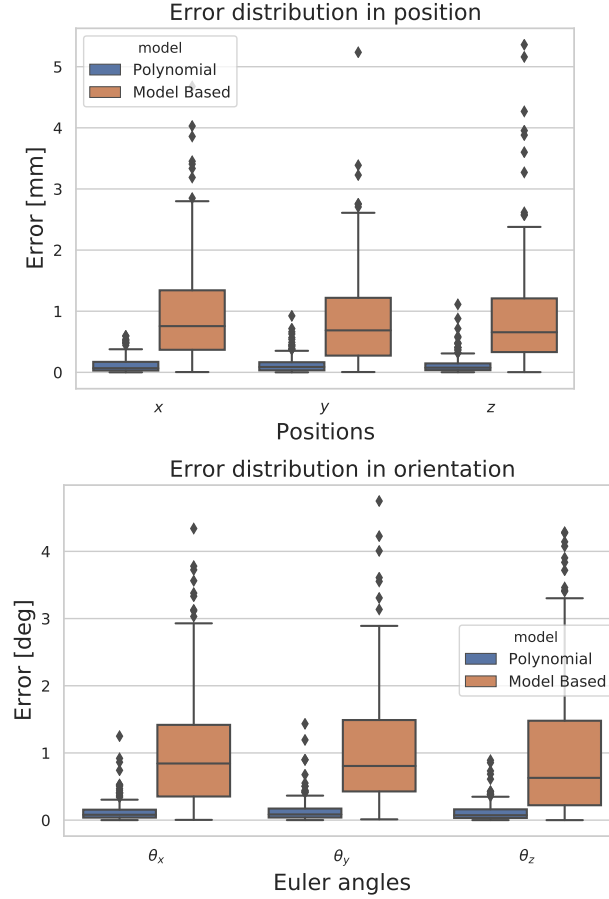 Error distribution in position
model
Polynomial
Model Based
Error [mm]
5
4
3
2
1
0
x
y
z
Positions
Error distribution in orientation
model
Polynomial
Model Based
Error [deg]
4
3
2
1
0
θx
θy
θz
Euler angles